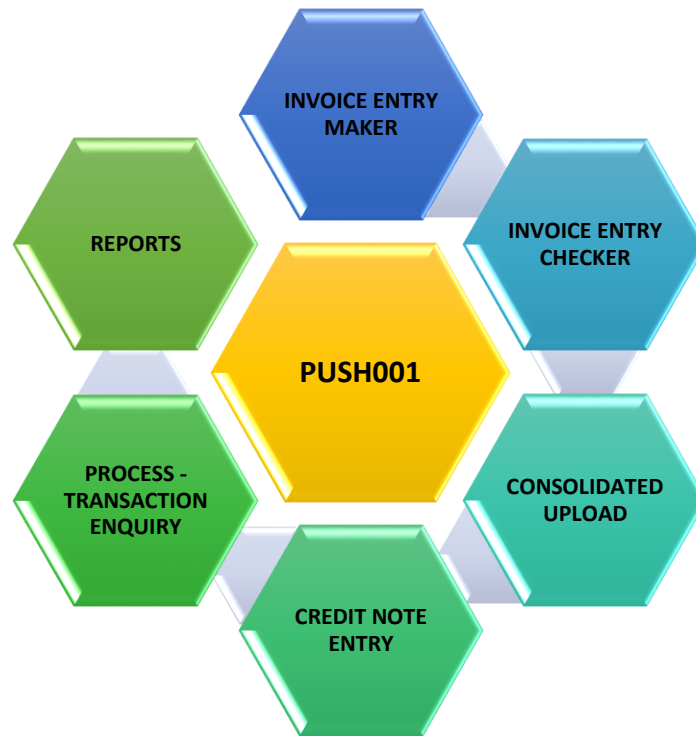 INVOICE ENTRY
MAKER
INVOICE ENTRY
CHECKER
REPORTS
PUSH001
CONSOLIDATED
UPLOAD
PROCESS -
TRANSACTION
ENQUIRY
CREDIT NOTE
ENTRY